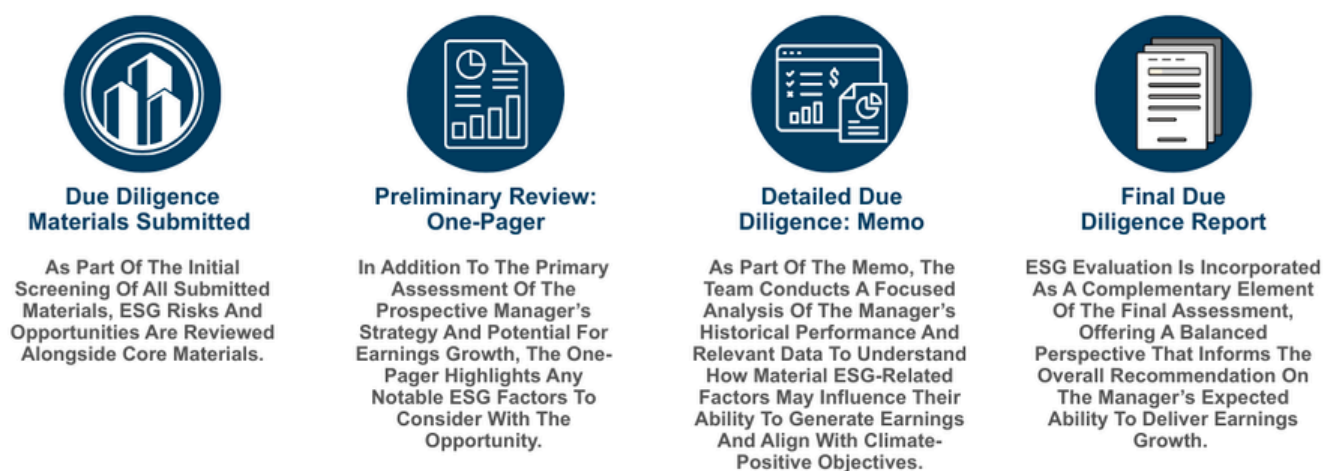 Due Diligence
Materials Submitted
As Part Of The Initial
Screening Of All Submitted
Materials, ESG Risks And
Opportunities Are Reviewed
Alongside Core Materials.
Preliminary Review:
One-Pager
In Addition To The Primary
Assessment Of The
Prospective Manager's
Strategy And Potential For
Earnings Growth, The One-
Pager Highlights Any
Notable ESG Factors To
Consider With The
Opportunity.
$
Detailed Due
Diligence: Memo
As Part Of The Memo, The
Team Conducts A Focused
Analysis Of The Manager's
Historical Performance And
Relevant Data To Understand
How Material ESG-Related
Factors May Influence Their
Ability To Generate Earnings
And Align With Climate-
Positive Objectives.
Final Due
Diligence Report
ESG Evaluation Is Incorporated
As A Complementary Element
Of The Final Assessment,
Offering A Balanced
Perspective That Informs The
Overall Recommendation On
The Manager's Expected
Ability To Deliver Earnings
Growth.